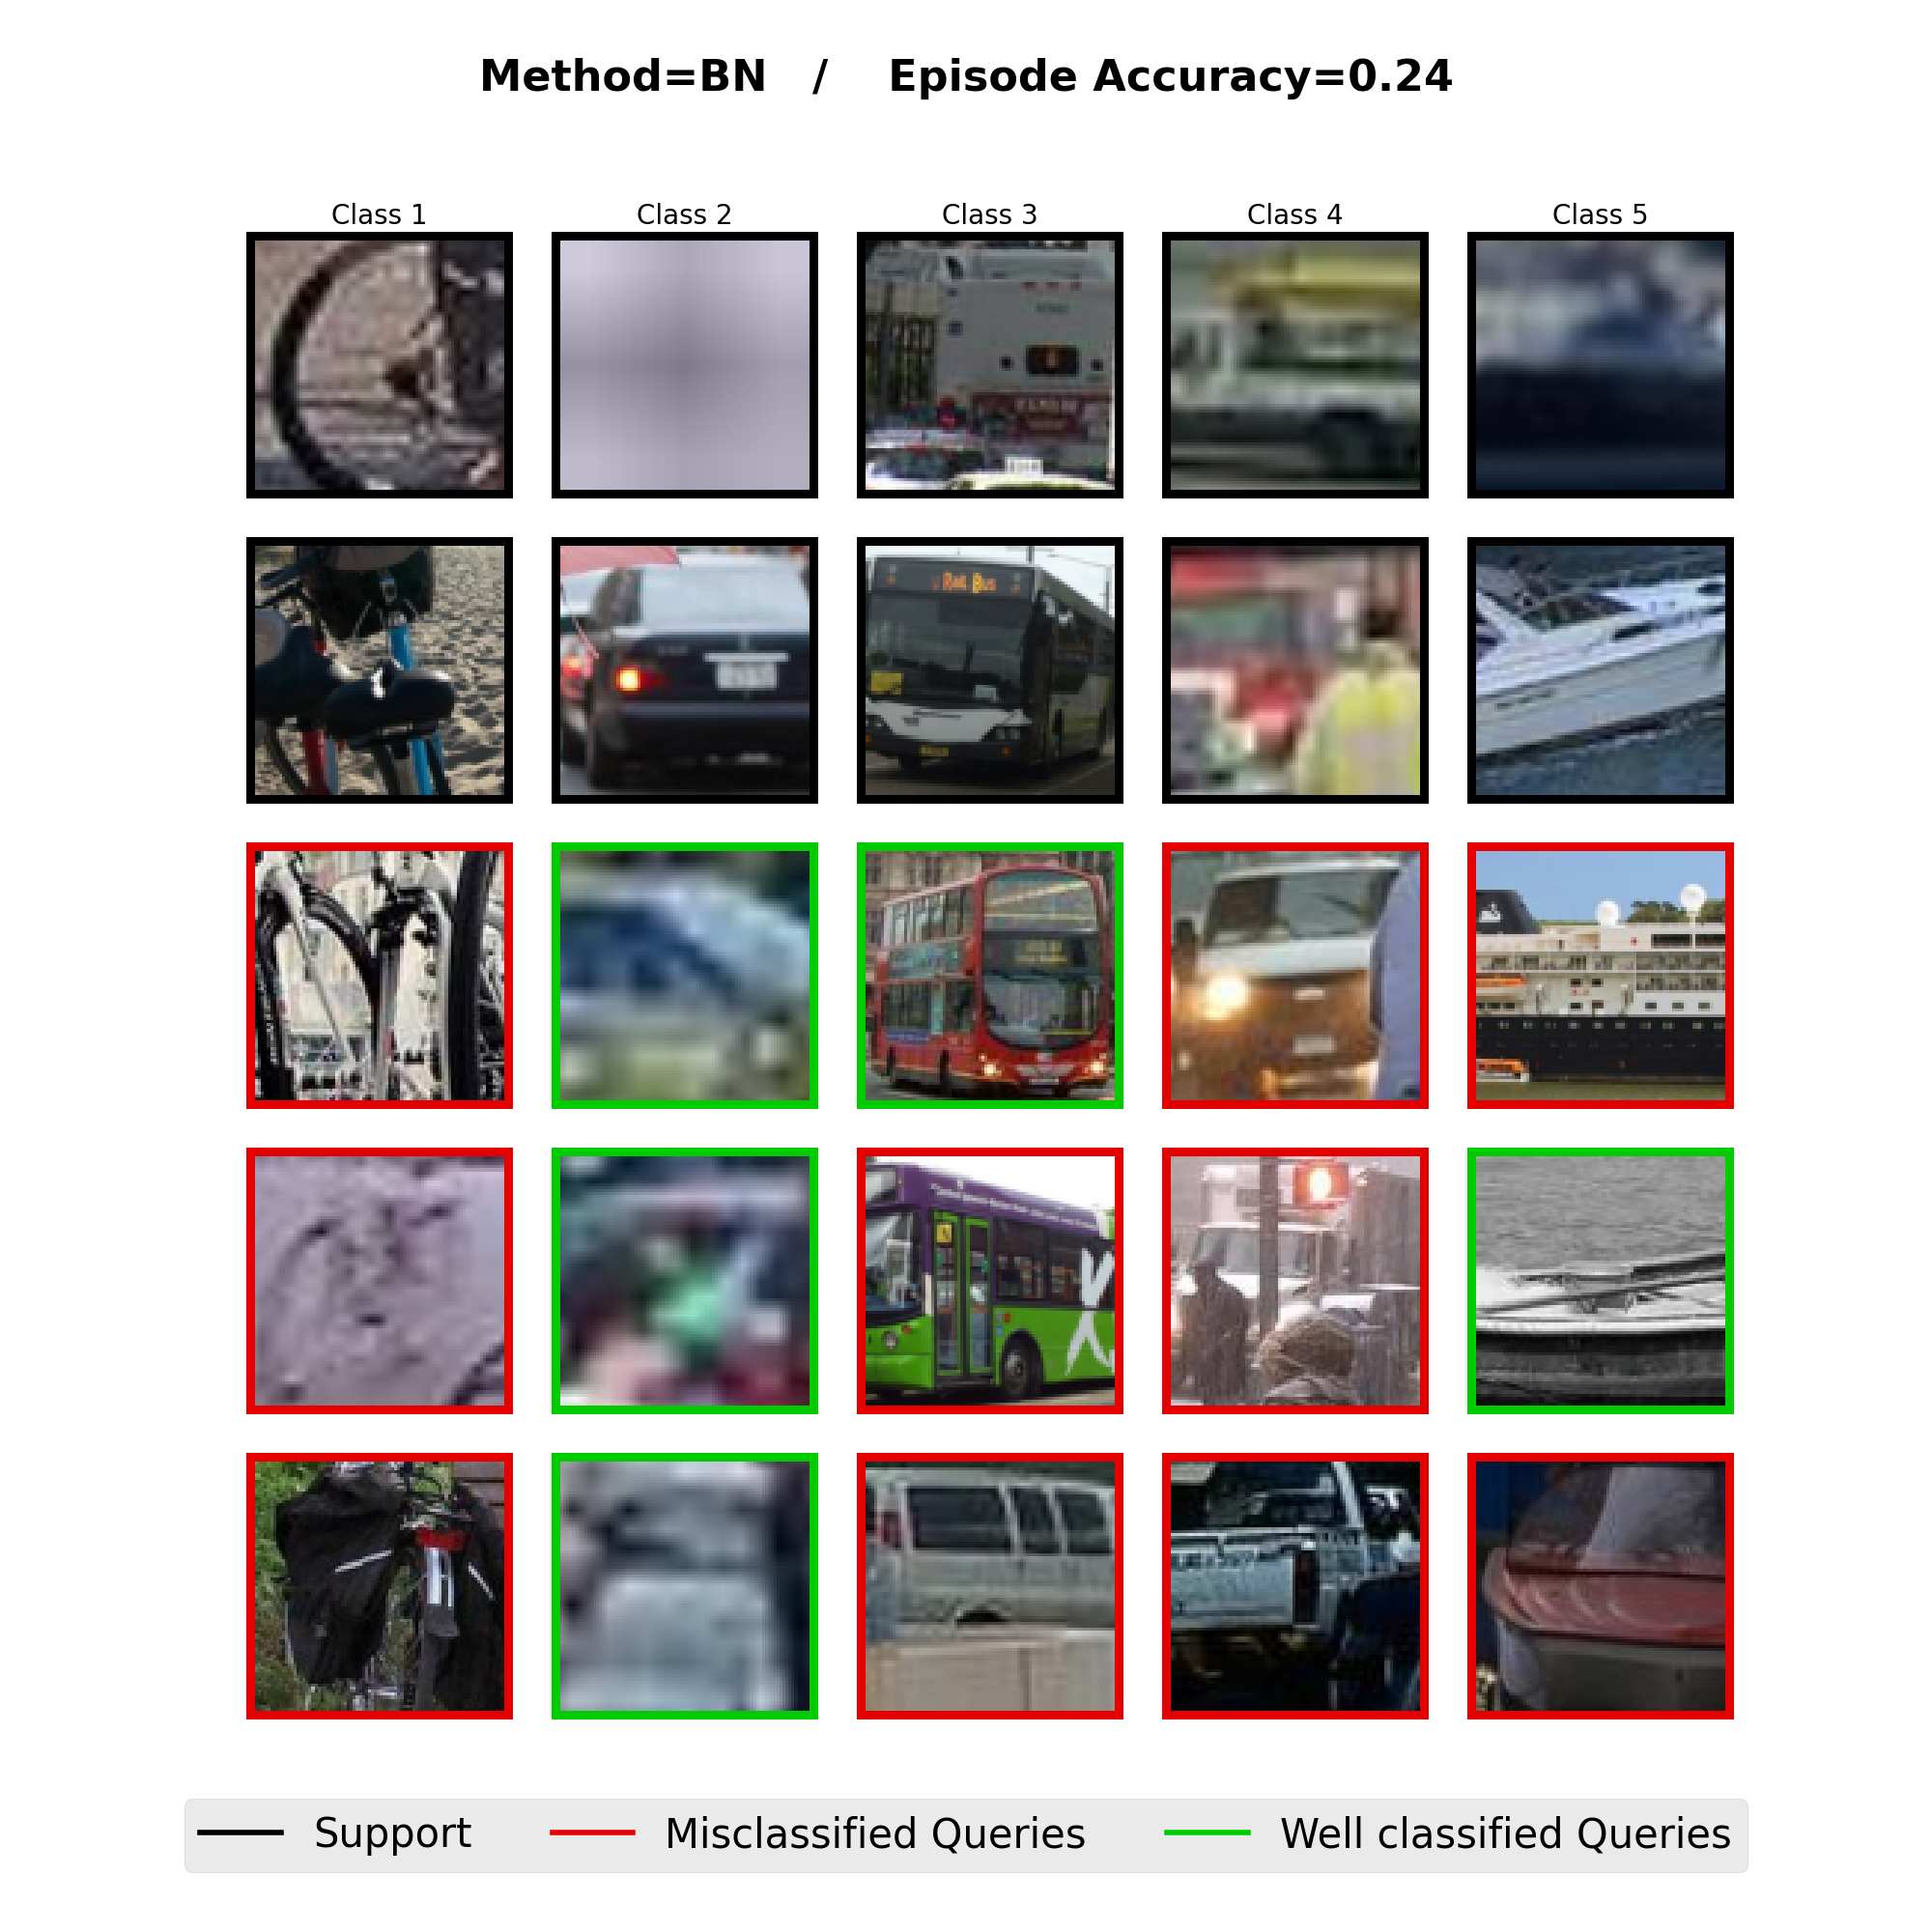 Method=BN / Episode Accuracy=0.24
Class 1 Class 2 Class 3 Class 4 Class 5
Rail Bus
Support Misclassified Queries Well classified Queries